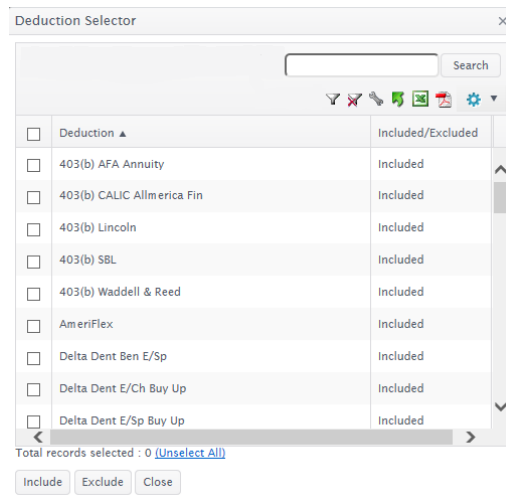 Deduction Selector
Search
Deduction Included/Excluded
403(b) AFA Annuity Included
403(b) CALIC Allmerica Fin Included
403(b) Lincoln Included
403(b) SBL Included
403(b) Waddell & Reed Included
AmeriFlex Included
Delta Dent Ben E/Sp Included
Delta Dent E/Ch Buy Up Included
Delta Dent E/Sp Buy Up Included
Total records selected : 0 (Unselect All)
Include Exclude Close